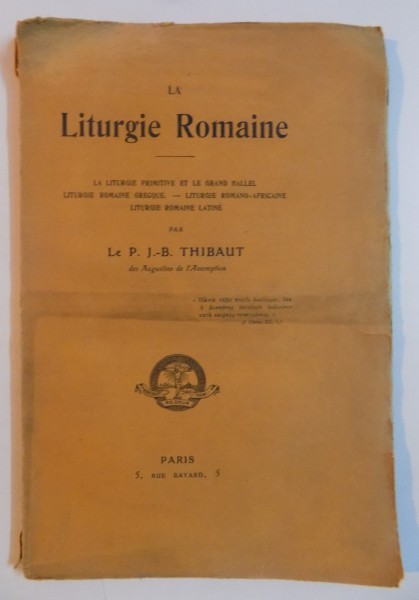 LA
Liturgie Romaine
LA LITURGIE PRIMITIVE ET LE GRAND HALLEL
LITURGIE ROMAINE GRECQUE. — LITURGIE ROMANO-AFRICAINE
LITURGIE ROMAINE LATINE
PAR
Le P. J.-B. THIBAUT
des Augustins de l'Assomption
PARIS
5, RUE BAYARD, 5